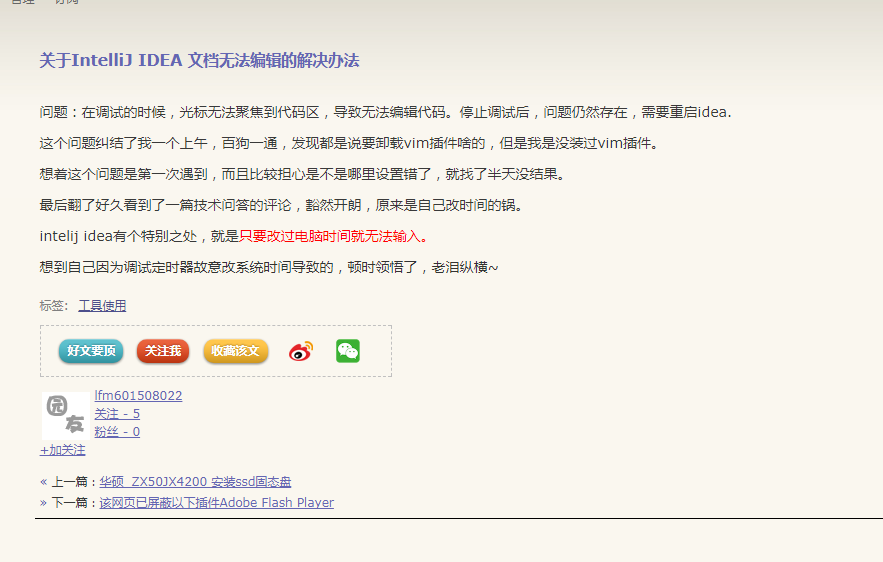 管理 订阅
关于IntelliJ IDEA 文档无法编辑的解决办法
问题：在调试的时候，光标无法聚焦到代码区，导致无法编辑代码。停止调试后，问题仍然存在，需要重启idea.
这个问题纠结了我一个上午，百狗一通，发现都是说要卸载vim插件啥的，但是我是没装过vim插件。
想着这个问题是第一次遇到，而且比较担心是不是哪里设置错了，就找了半天没结果。
最后翻了好久看到了一篇技术问答的评论，豁然开朗，原来是自己改时间的锅。
intelij idea有个特别之处，就是只要改过电脑时间就无法输入。
想到自己因为调试定时器故意改系统时间导致的，顿时领悟了，老泪纵横~
标签: 工具使用
好文要顶 关注我 收藏该文
园友
lfm601508022
关注 - 5
粉丝 - 0
+加关注
« 上一篇：华硕 ZX50JX4200 安装ssd固态盘
» 下一篇：该网页已屏蔽以下插件Adobe Flash Player